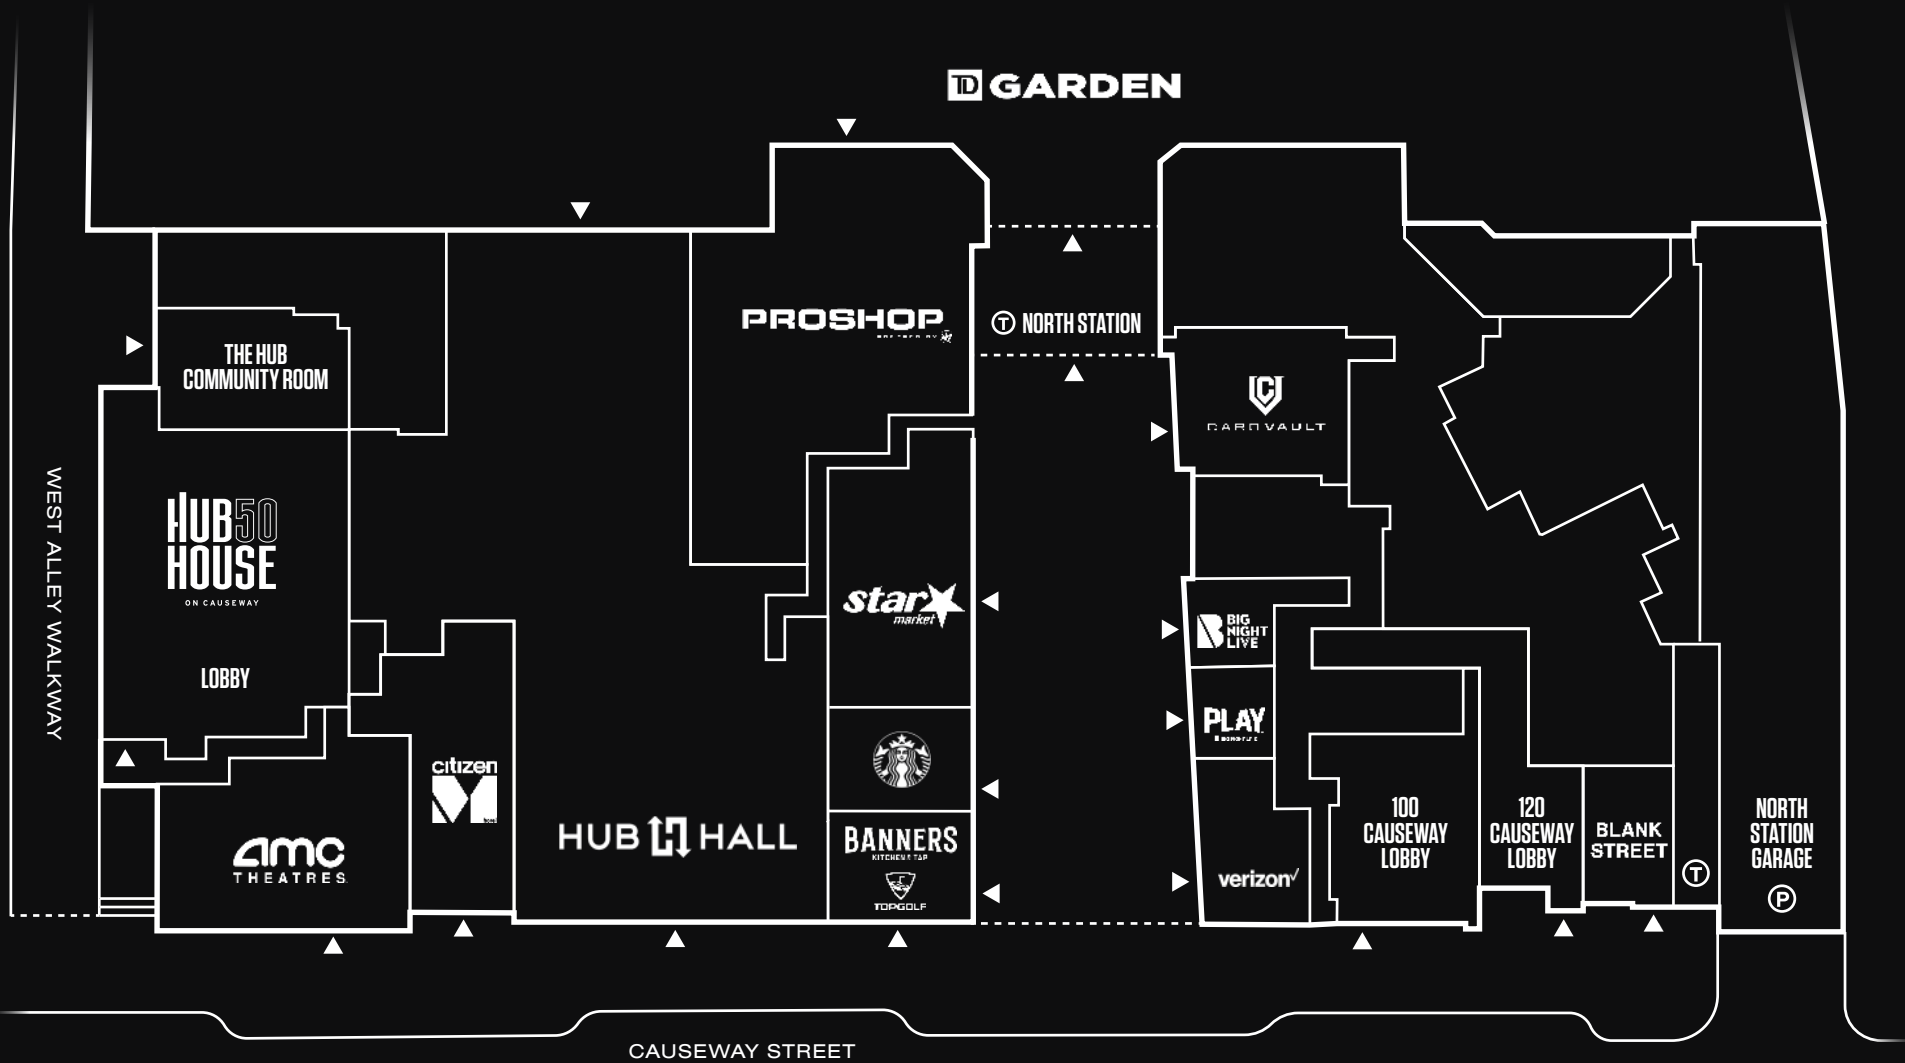 TD GARDEN
PROSHOP
T NORTH STATION
THE HUB
COMMUNITY ROOM
CARDVAULT
WEST ALLEY WALKWAY
HUB50
HOUSE
ON CAUSEWAY
LOBBY
star
market
BIG
NIGHT
LIVE
PLAY
citizen
M
hotel
AMC
THEATRES
HUB HALL
BANNERS
KITCHEN & TAP
TOPGOLF
verizon
100
CAUSEWAY
LOBBY
120
CAUSEWAY
LOBBY
BLANK
STREET
T
NORTH
STATION
GARAGE
P
CAUSEWAY STREET